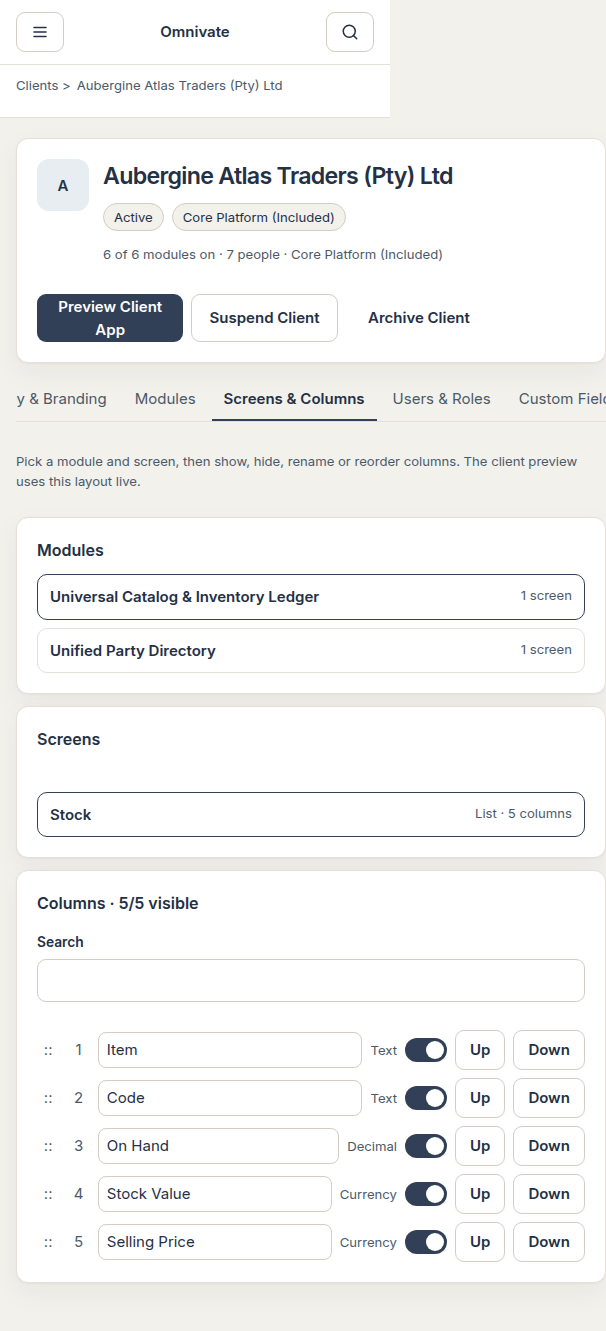 Omnivate
Clients > Aubergine Atlas Traders (Pty) Ltd
A
Aubergine Atlas Traders (Pty) Ltd
Active
Core Platform (Included)
6 of 6 modules on · 7 people · Core Platform (Included)
Preview Client
App
Suspend Client
Archive Client
y & Branding
Modules
Screens & Columns
Users & Roles
Custom Field
Pick a module and screen, then show, hide, rename or reorder columns. The client preview
uses this layout live.
Modules
Universal Catalog & Inventory Ledger 1 screen
Unified Party Directory 1 screen
Screens
Stock List · 5 columns
Columns · 5/5 visible
Search
:: 1 Item Text Up Down
:: 2 Code Text Up Down
:: 3 On Hand Decimal Up Down
:: 4 Stock Value Currency Up Down
:: 5 Selling Price Currency Up Down